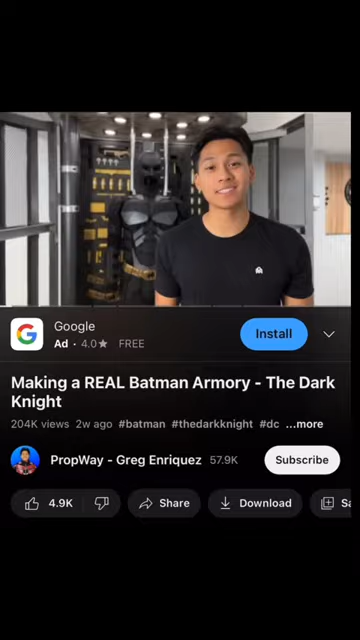 Google
Install
Ad · 4.0★ FREE
Making a REAL Batman Armory - The Dark
Knight
204K views 2w ago #batman #thedarkknight #dc ...more
PropWay - Greg Enriquez 57.9K
Subscribe
4.9K
Share
Download
Sa